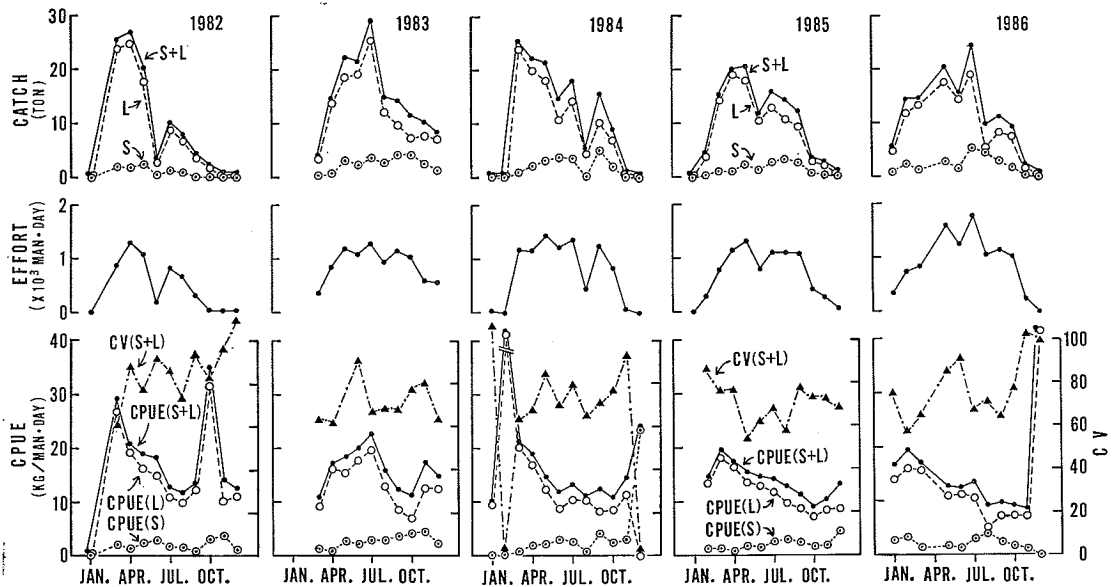 1982
1983
1984
1985
1986
CATCH
(TON)
30
20
10
0
S+L
L
S
S+L
L
S
EFFORT
(×10³ MAN・DAY)
2
1
0
CPUE
(KG/MAN・DAY)
40
30
20
10
0
CV(S+L)
CPUE(S+L)
CPUE(L)
CPUE(S)
CV(S+L)
CPUE(S+L)
CPUE(L)
CPUE(S)
100
80
60
40
20
0
CV
JAN. APR. JUL. OCT.
JAN. APR. JUL. OCT.
JAN. APR. JUL. OCT.
JAN. APR. JUL. OCT.
JAN. APR. JUL. OCT.